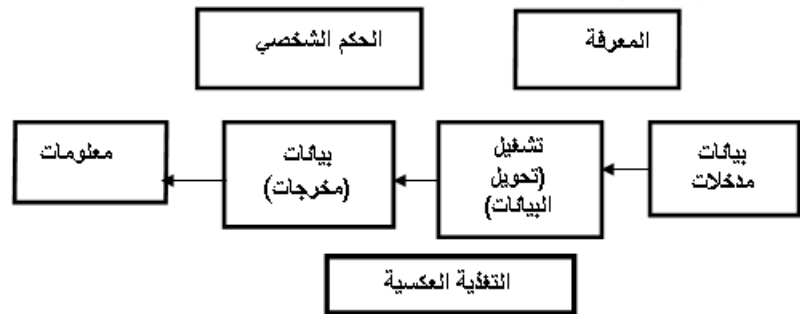 المعرفة
الحكم الشخصي
بيانات
مدخلات
تشغيل
(تحويل
البيانات)
بيانات
(مخرجات)
معلومات
التغذية العكسية